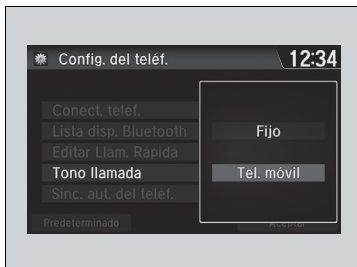 Config. del teléf.
12:34
Conect. teléf.
Lista disp. Bluetooth
Editar Llam. Rápida
Tono llamada
Sinc. aut. del teléf.
Fijo
Tel. móvil
Predeterminado
Aceptar